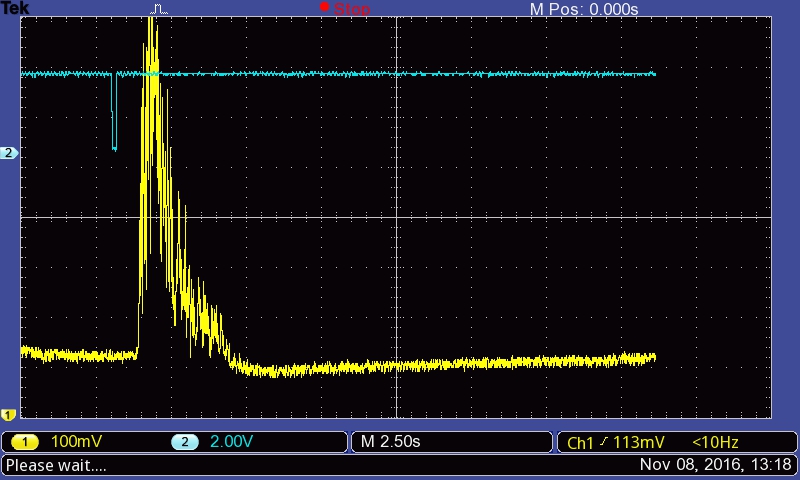 Tek Stop M Pos: 0.000s
2
1
1 100mV 2 2.00V M 2.50s Ch1 113mV <10Hz
Please wait.... Nov 08, 2016, 13:18